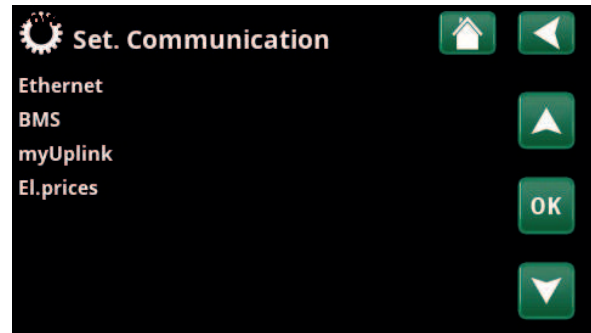 Set. Communication
Ethernet
BMS
myUplink
El.prices
OK